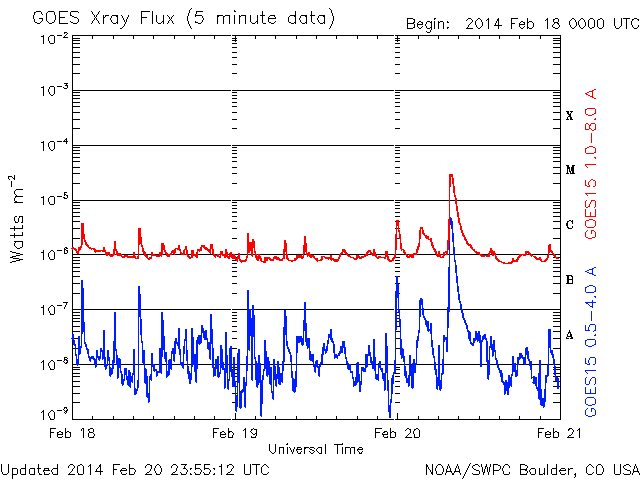 GOES Xray Flux (5 minute data)
Begin: 2014 Feb 18 0000 UTC
10-2
10-3
10-4
10-5
10-6
10-7
10-8
10-9
Watts m-2
X
M
C
B
A
GOES15 1.0-8.0 A
GOES15 0.5-4.0 A
Feb 18 Feb 19 Feb 20 Feb 21
Universal Time
Updated 2014 Feb 20 23:55:12 UTC
NOAA/SWPC Boulder, CO USA